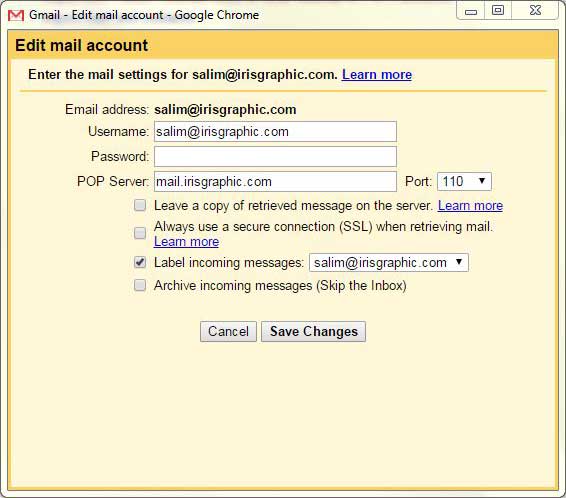 Gmail - Edit mail account - Google Chrome
Edit mail account
Enter the mail settings for salim@irisgraphic.com. Learn more
Email address: salim@irisgraphic.com
Username: salim@irisgraphic.com
Password:
POP Server: mail.irisgraphic.com Port: 110
Leave a copy of retrieved message on the server. Learn more
Always use a secure connection (SSL) when retrieving mail.
Learn more
Label incoming messages: salim@irisgraphic.com
Archive incoming messages (Skip the Inbox)
Cancel Save Changes